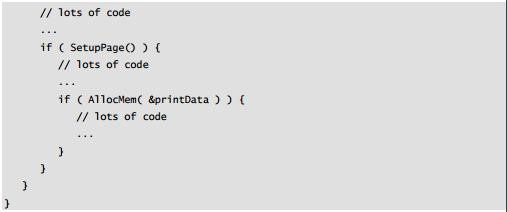 // lots of code
...
if ( SetupPage() ) {
// lots of code
...
if ( AllocMem( &printData ) ) {
// lots of code
...
}
}
}
}